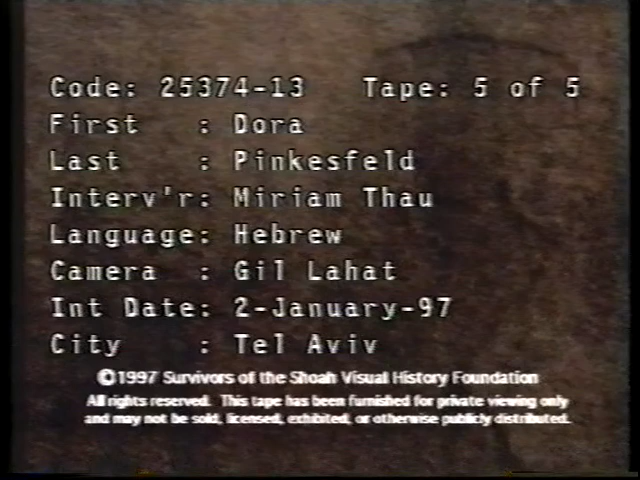 Code: 25374-13 Tape: 5 of 5
First : Dora
Last : Pinkesfeld
Interv'r: Miriam Thau
Language: Hebrew
Camera : Gil Lahat
Int Date: 2-January-97
City : Tel Aviv
©1997 Survivors of the Shoah Visual History Foundation
All rights reserved. This tape has been furnished for private viewing only
and may not be sold, licensed, exhibited, or otherwise publicly distributed.